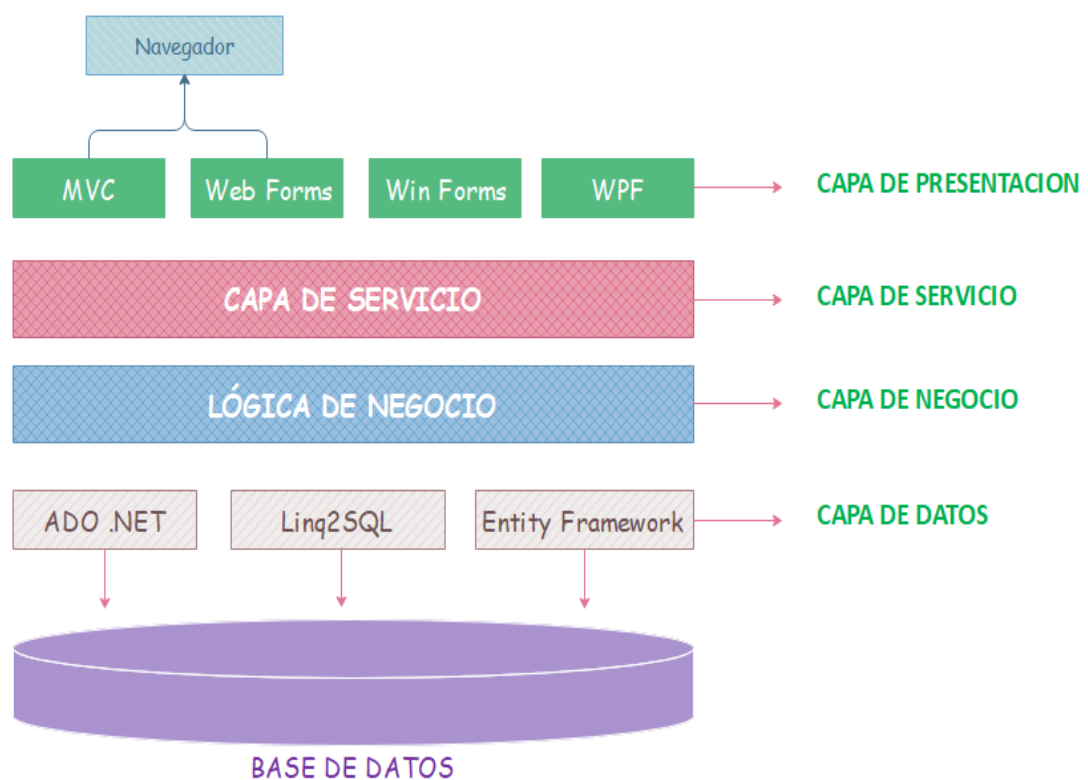 Navegador
MVC
Web Forms
Win Forms
WPF
CAPA DE PRESENTACION
CAPA DE SERVICIO
CAPA DE SERVICIO
LÓGICA DE NEGOCIO
CAPA DE NEGOCIO
ADO .NET
Linq2SQL
Entity Framework
CAPA DE DATOS
BASE DE DATOS